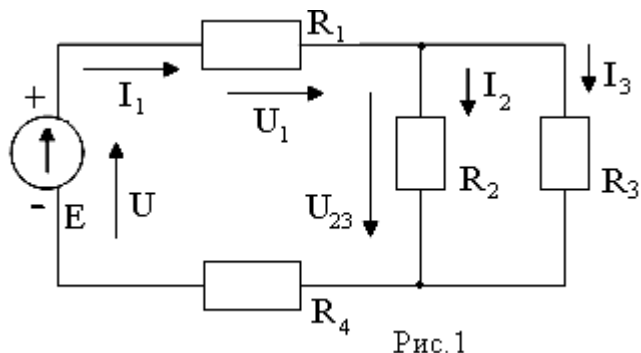 R₁
I₁
I₂
I₃
+
U₁
-
E
U
U₂₃
R₂
R₃
R₄
Рис.1